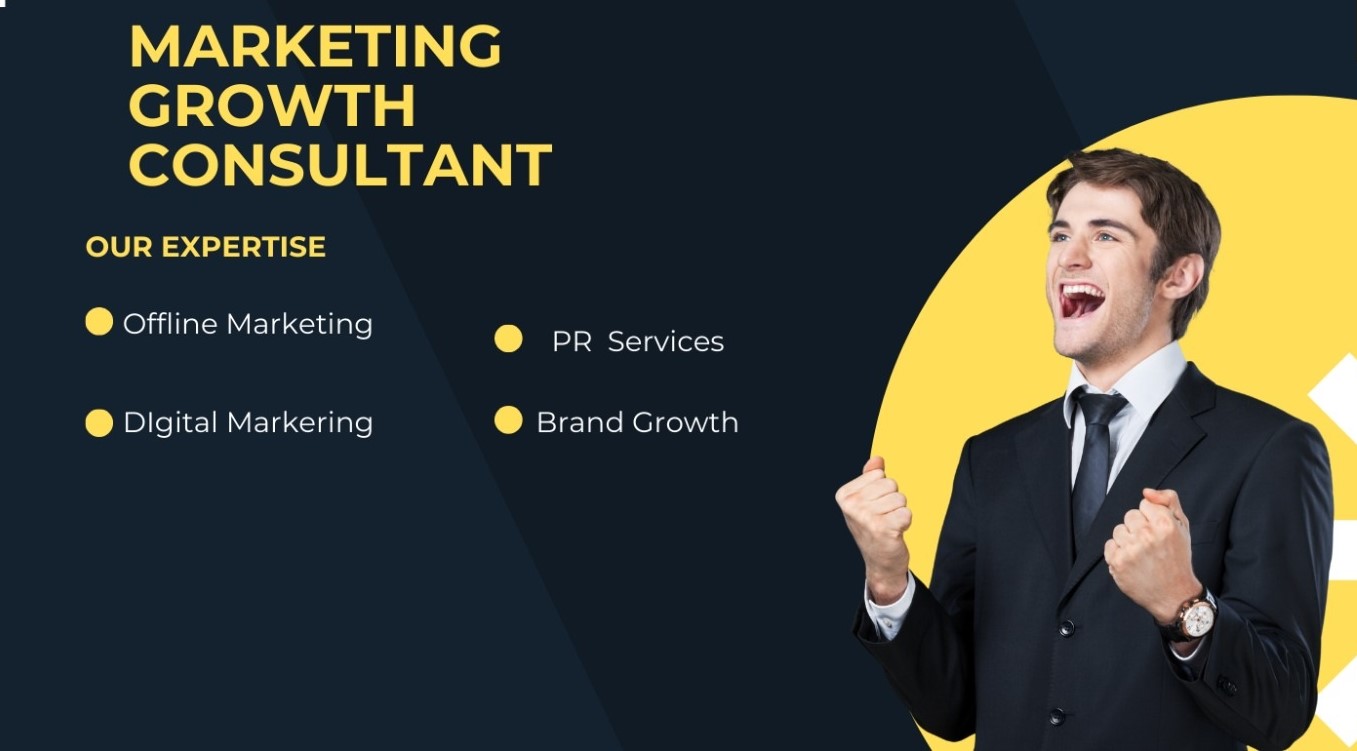 MARKETING
GROWTH
CONSULTANT
OUR EXPERTISE
Offline Marketing
PR  Services
DIgital Markering
Brand Growth